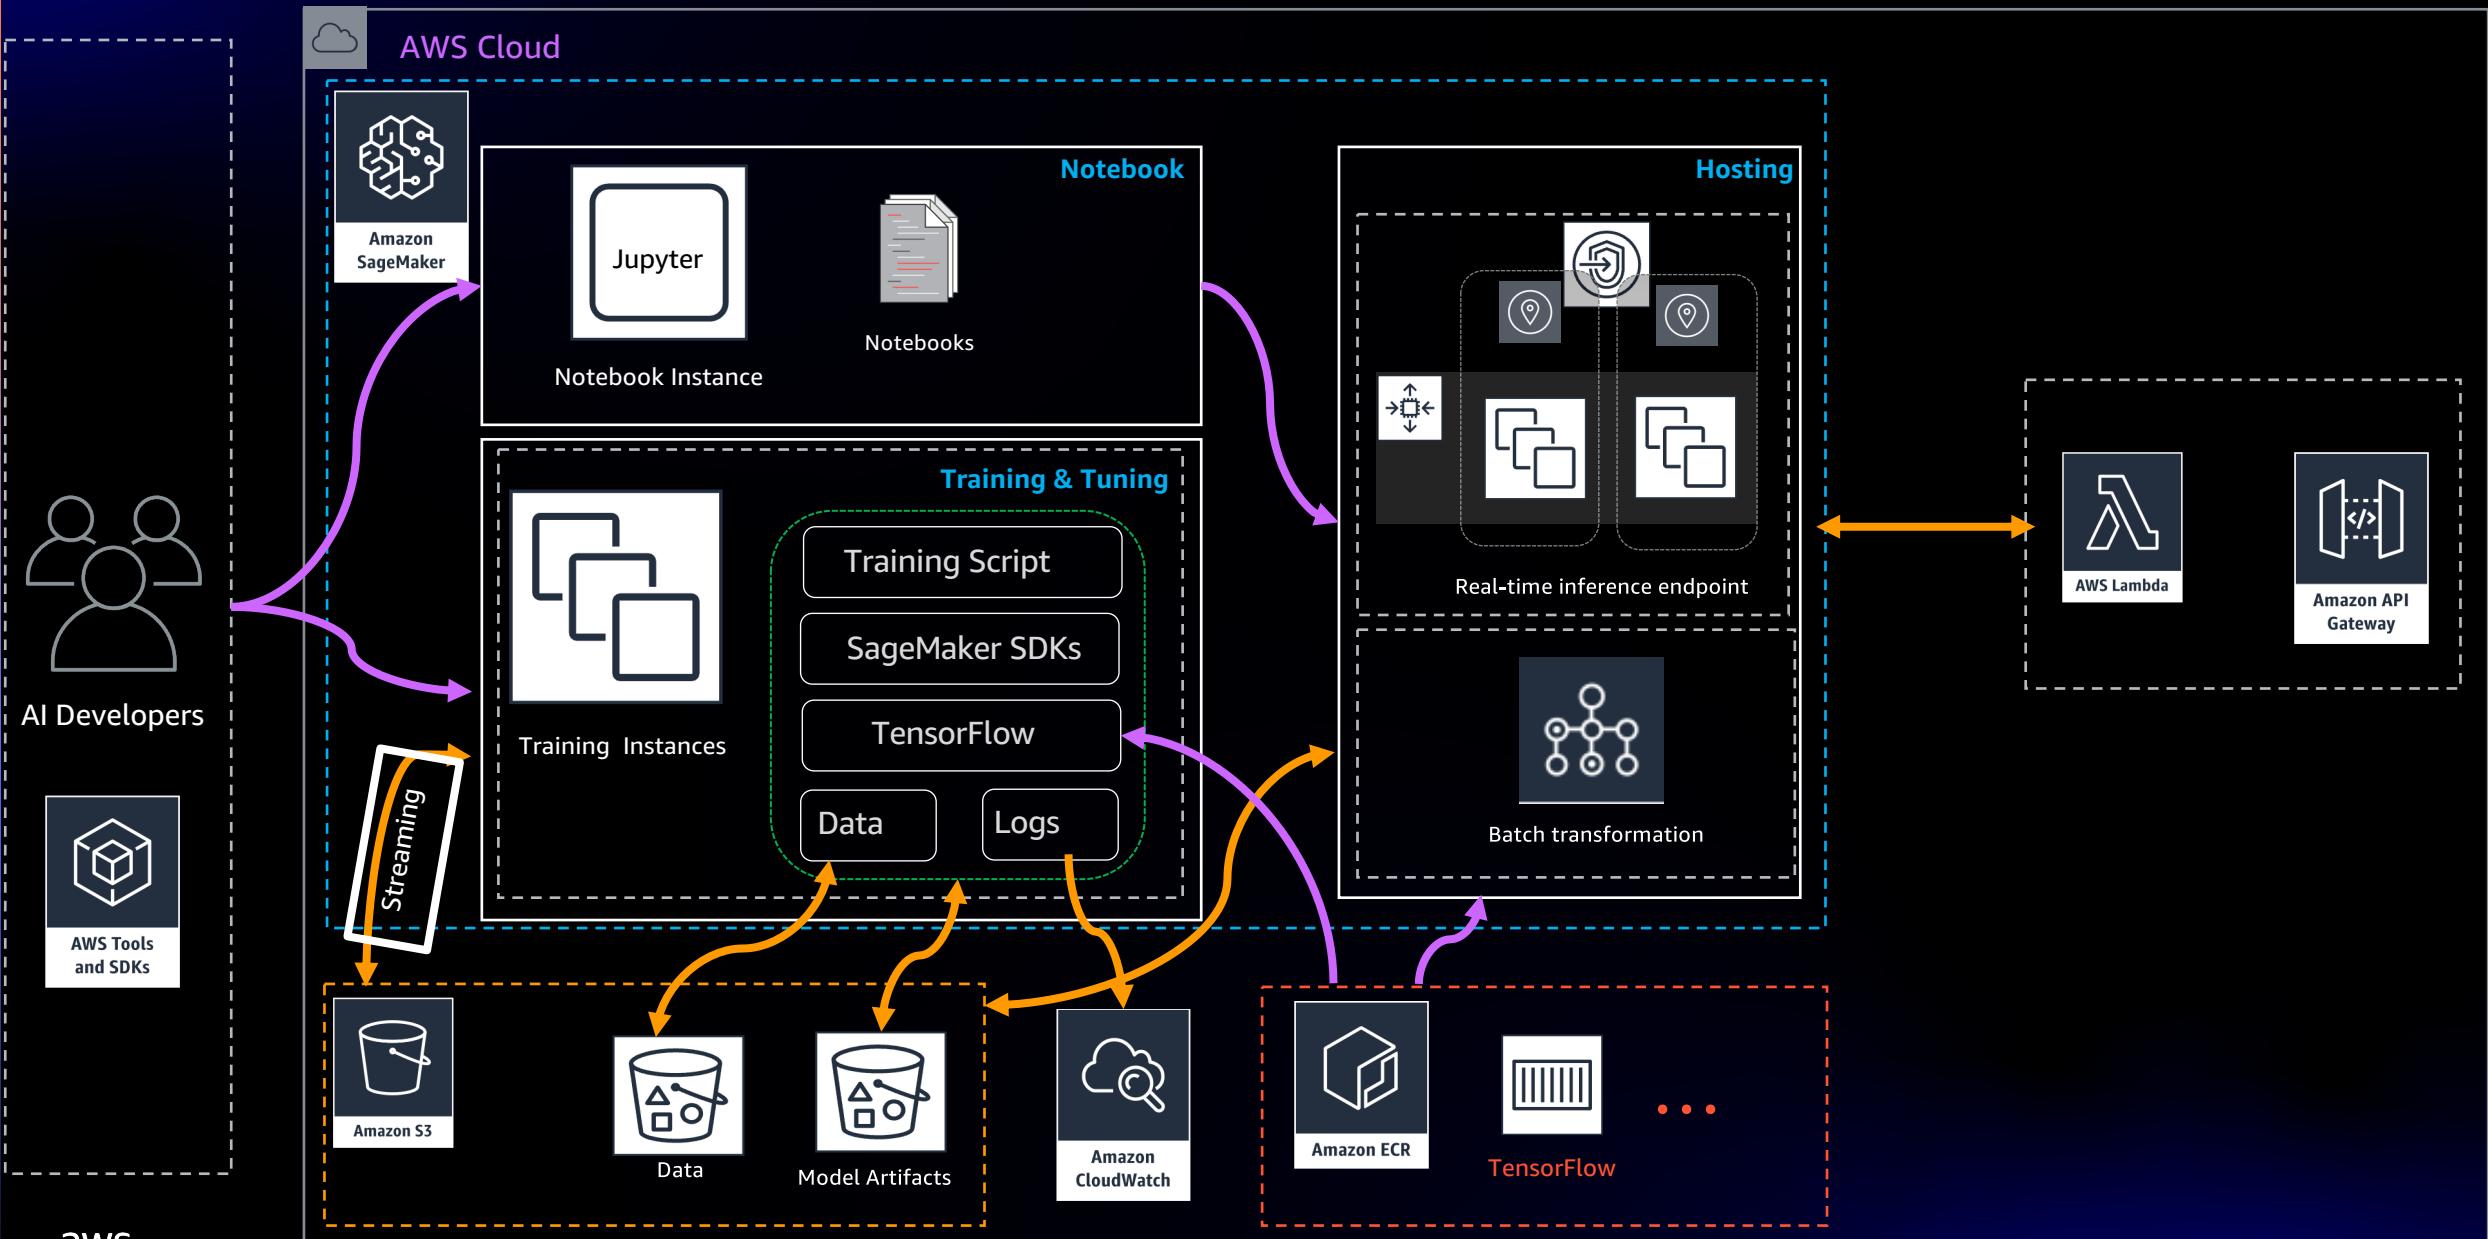 AWS Cloud
Amazon
SageMaker
Notebook
Jupyter
Notebook Instance
Notebooks
Hosting
Real-time inference endpoint
Batch transformation
Training & Tuning
Training Instances
Training Script
SageMaker SDKs
TensorFlow
Data
Logs
AI Developers
AWS Tools
and SDKs
Streaming
AWS Lambda
Amazon API
Gateway
Amazon S3
Data
Model Artifacts
Amazon
CloudWatch
Amazon ECR
TensorFlow
...
aws